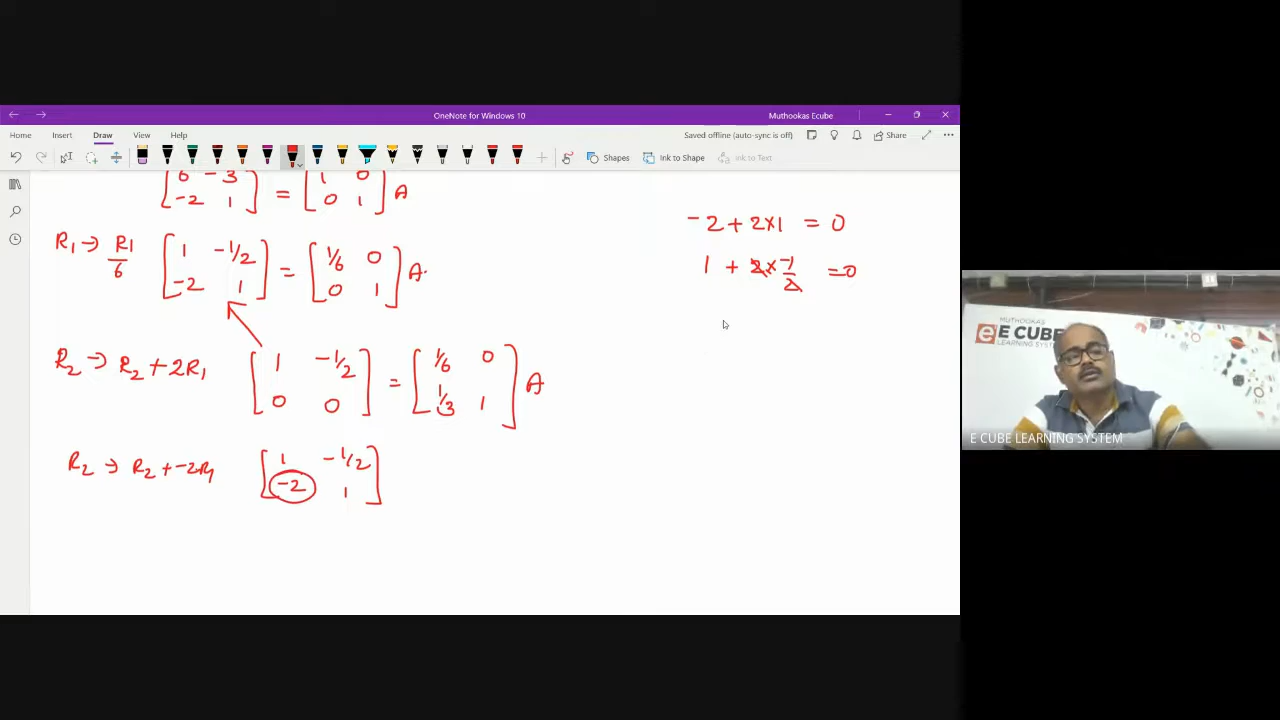 OneNote for Windows 10
Muthookas Ecube
Home Insert Draw View Help
Saved offline (auto-sync is off)
Share
Shapes
Ink to Shape
Ink to Text
[6 -3; -2 1] = [1 0; 0 1] A
R1 → R1/6 [1 -1/2; -2 1] = [1/6 0; 0 1] A
R2 → R2 + 2R1 [1 -1/2; 0 0] = [1/6 0; 1/3 1] A
R2 → R2 + -2R1 [1 -1/2; -2 1]
-2 + 2×1 = 0
1 + 2× -1/2 = 0
MUTHOOKAS
e E CUBE
LEARNING SYSTEM
E CUBE LEARNING SYSTEM